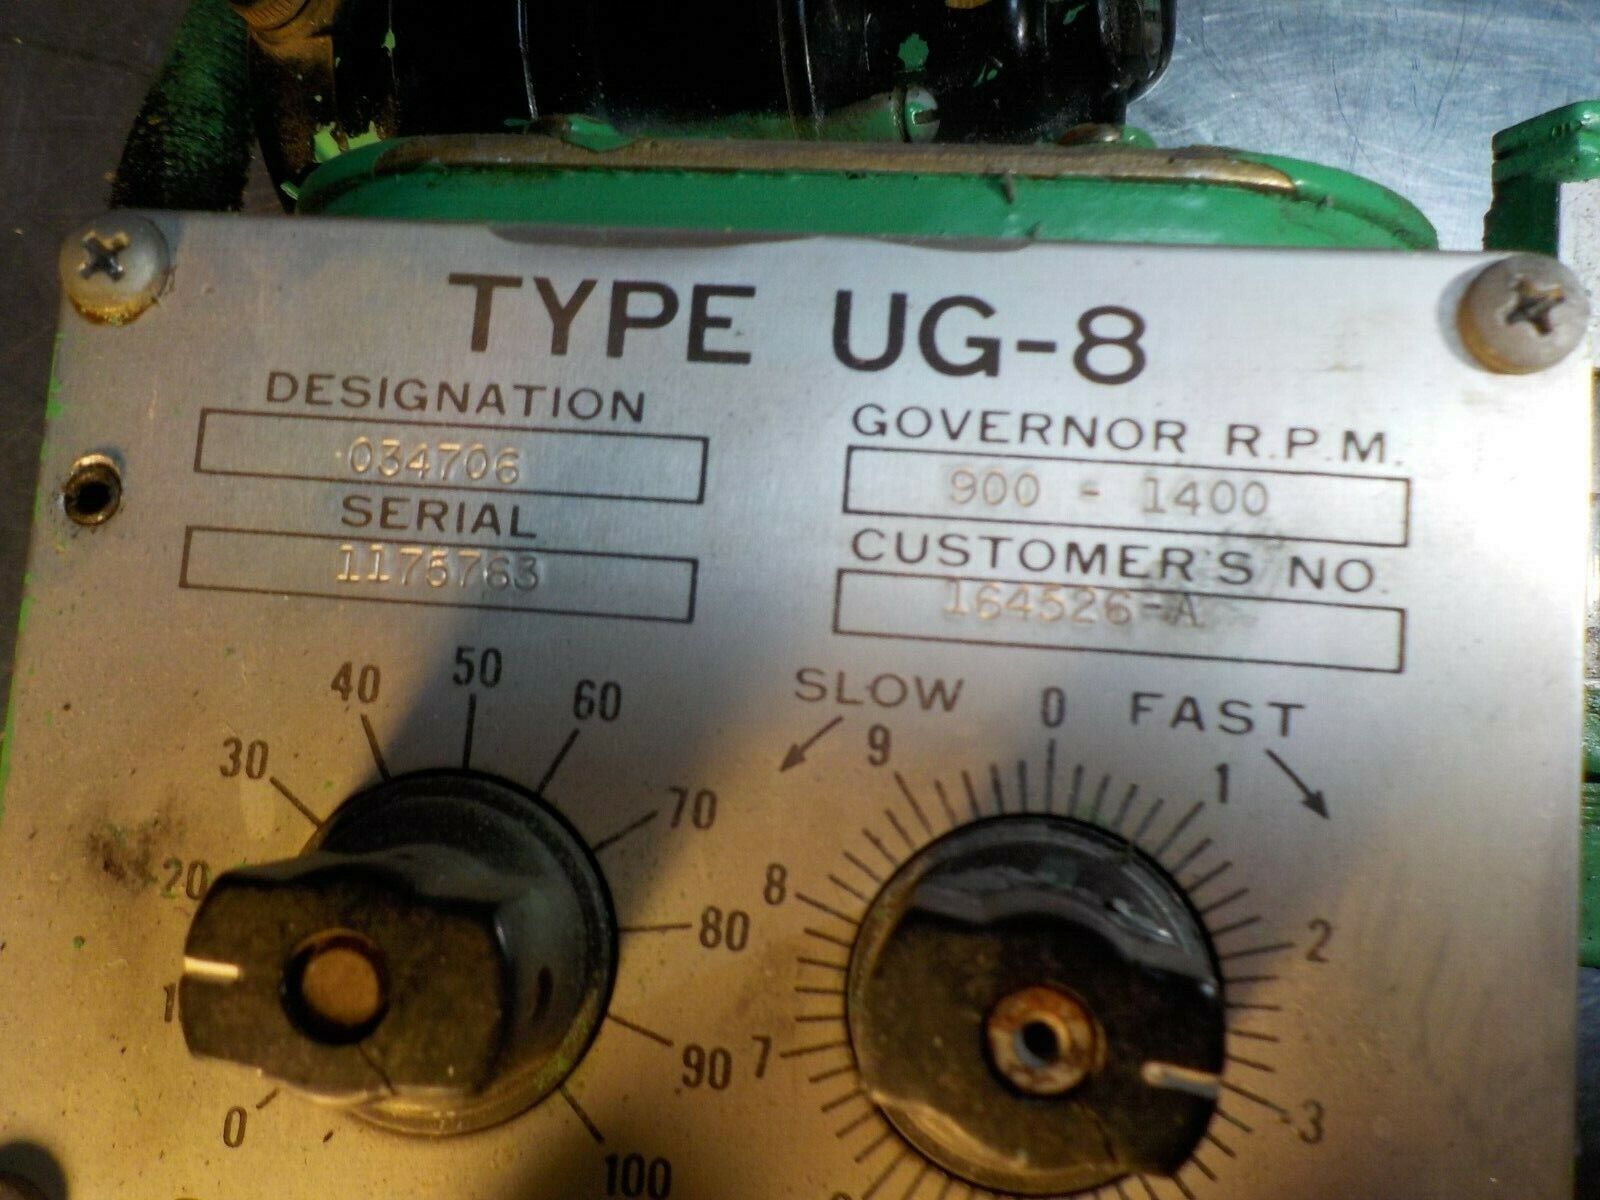 TYPE UG-8
DESIGNATION
034706
GOVERNOR R.P.M.
900 - 1400
SERIAL
1175763
CUSTOMER'S NO.
164526-A
SLOW
FAST
0
20
30
40
50
60
70
80
90
100
0
1
2
3
7
8
9